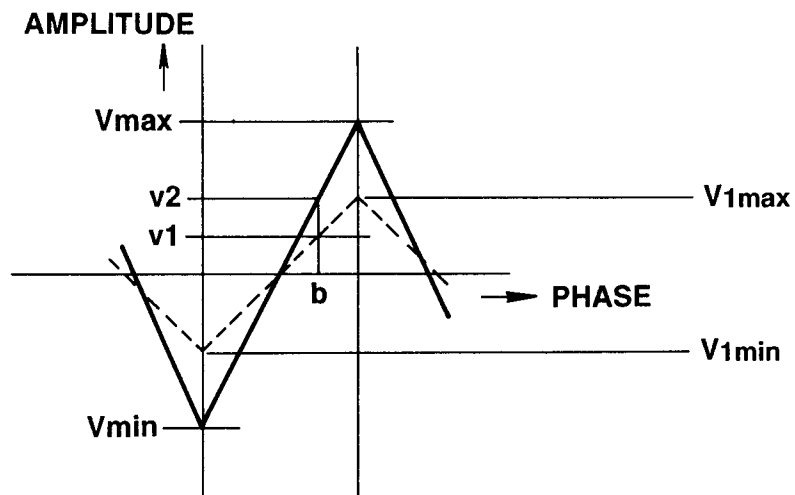 AMPLITUDE
Vmax
v2
V1max
v1
b
PHASE
V1min
Vmin